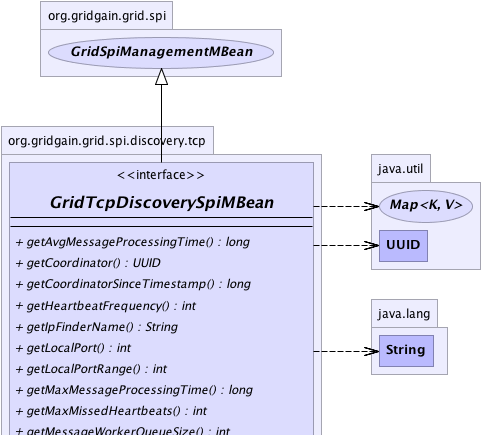 org.gridgain.grid.spi
GridSpiManagementMBean
org.gridgain.grid.spi.discovery.tcp
<<interface>>
GridTcpDiscoverySpiMBean
+ getAvgMessageProcessingTime() : long
+ getCoordinator() : UUID
+ getCoordinatorSinceTimestamp() : long
+ getHeartbeatFrequency() : int
+ getIpFinderName() : String
+ getLocalPort() : int
+ getLocalPortRange() : int
+ getMaxMessageProcessingTime() : long
+ getMaxMissedHeartbeats() : int
+ getMessageWorkerQueueSize() : int
java.util
Map<K, V>
UUID
java.lang
String